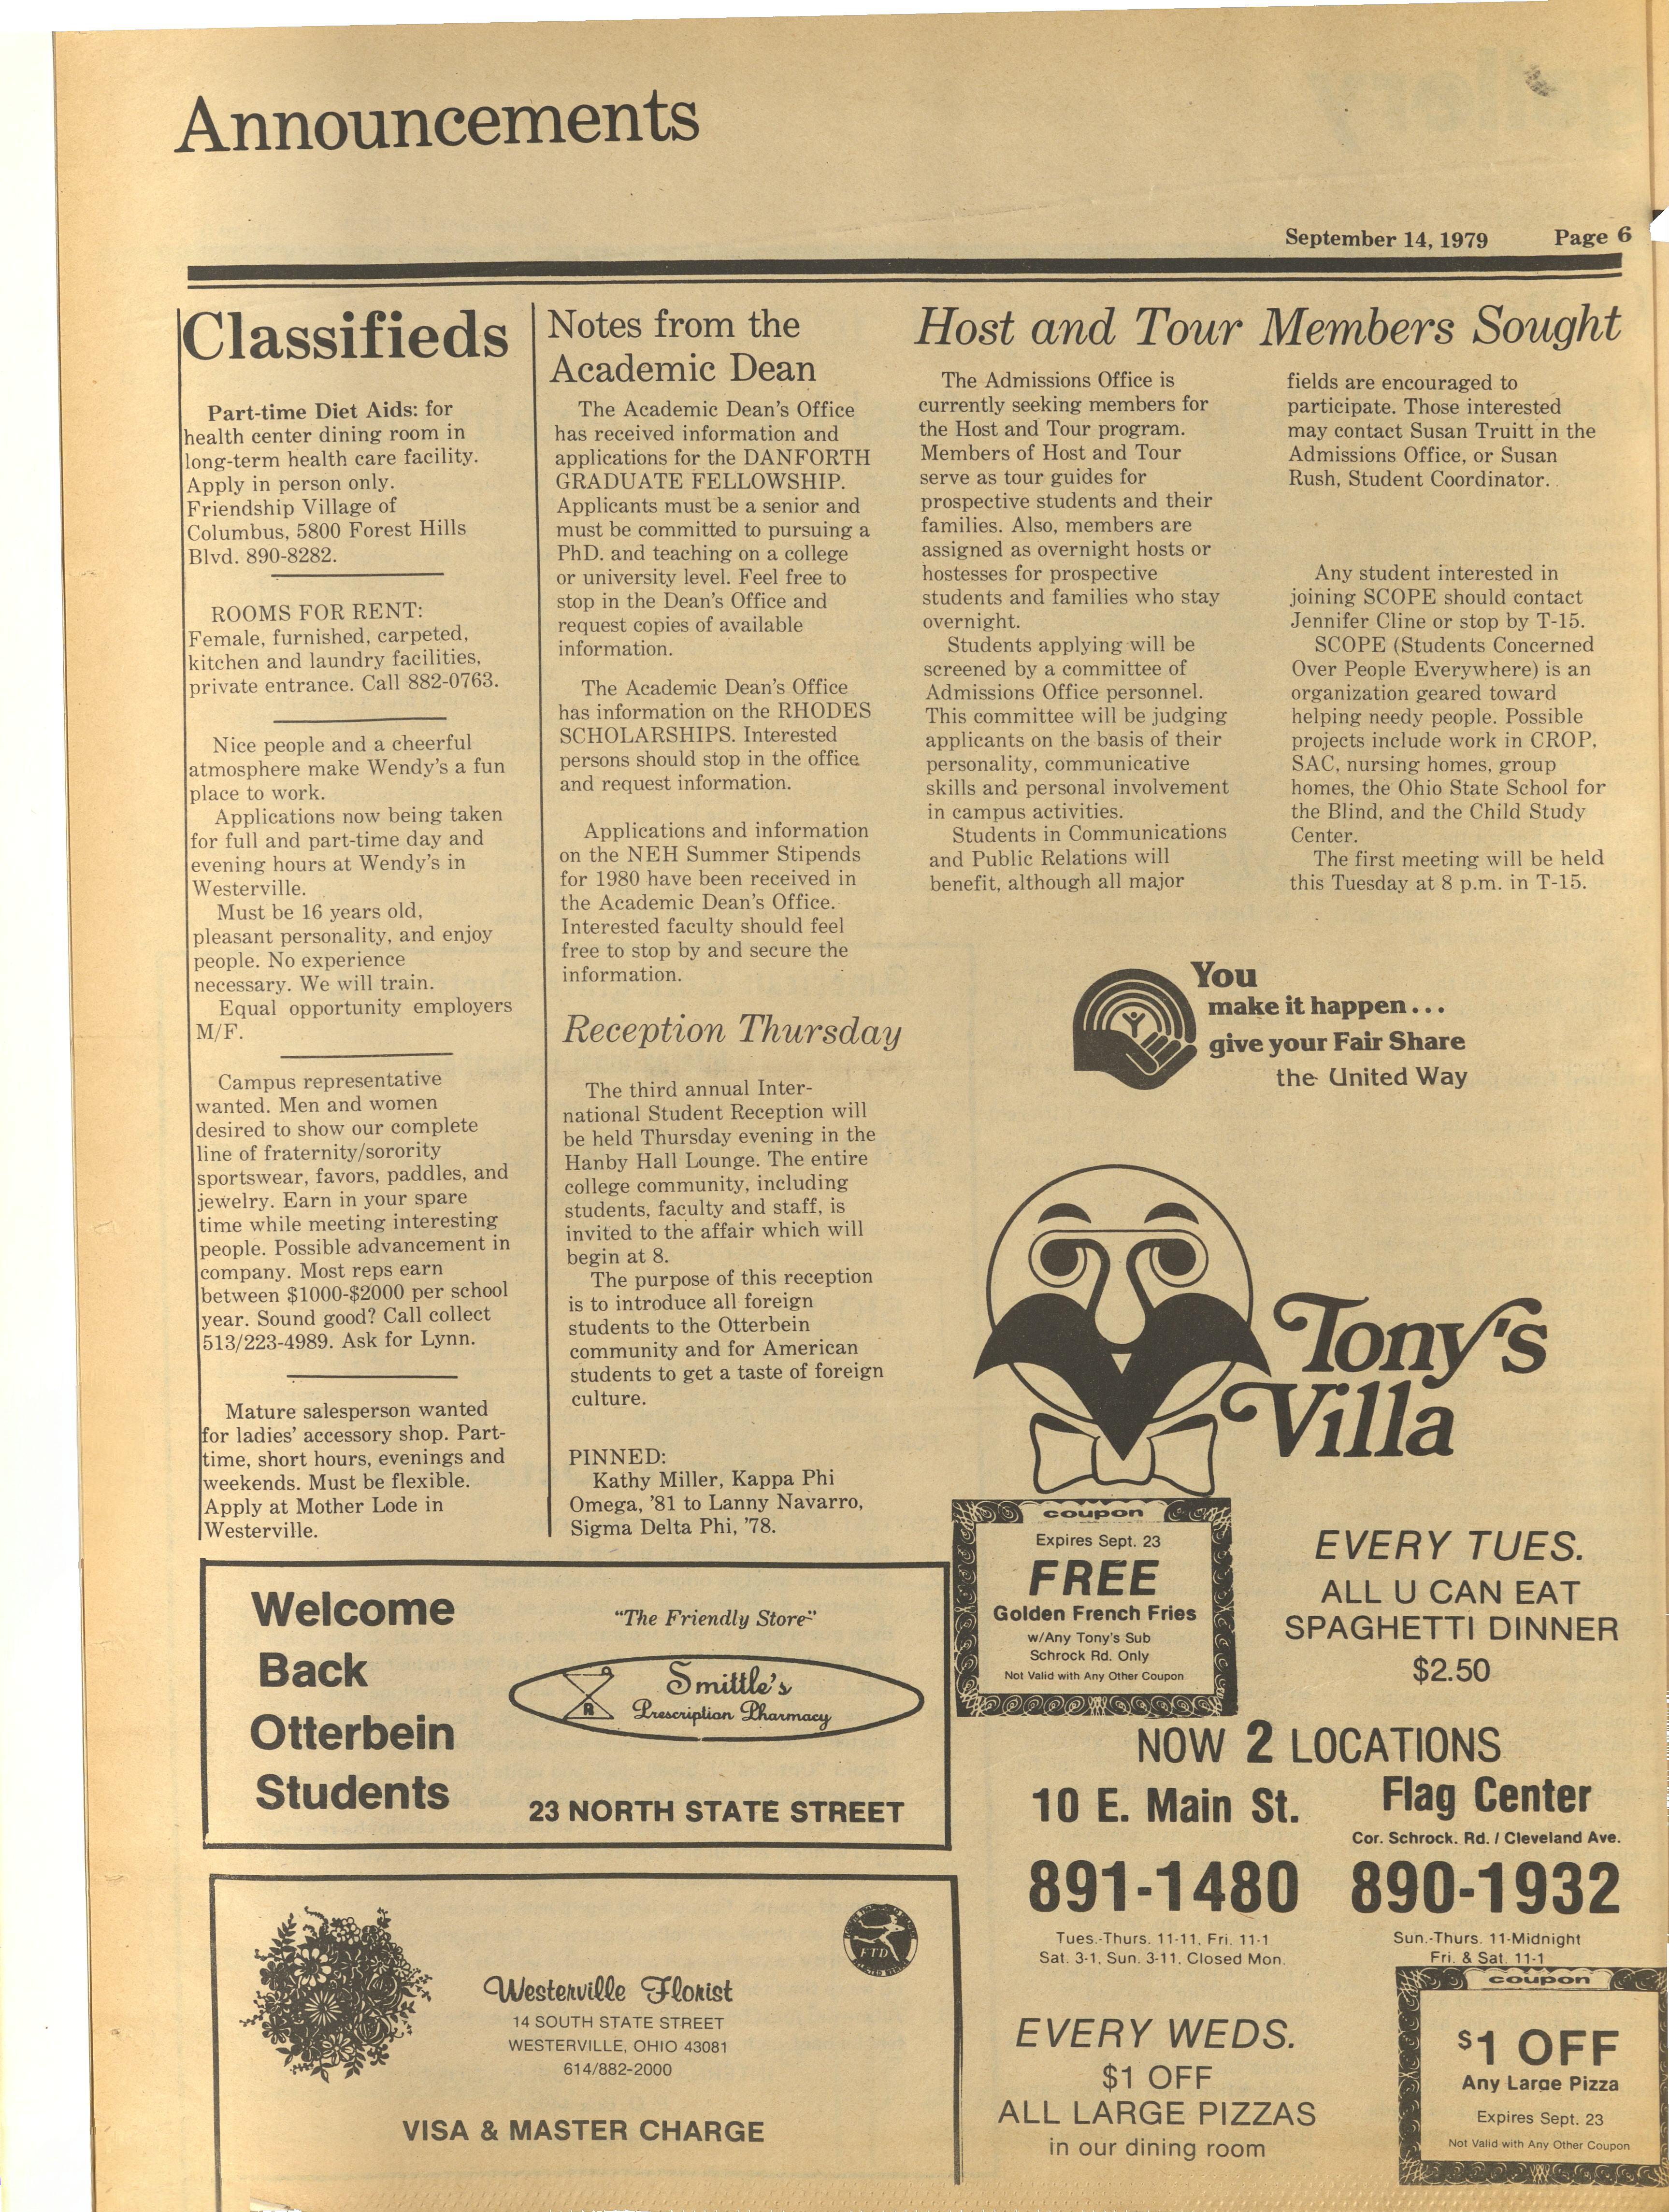 Announcements
September 14, 1979 Page 6
Classifieds
Part-time Diet Aids: for
health center dining room in
long-term health care facility.
Apply in person only.
Friendship Village of
Columbus, 5800 Forest Hills
Blvd. 890-8282.
ROOMS FOR RENT:
Female, furnished, carpeted,
kitchen and laundry facilities,
private entrance. Call 882-0763.
Nice people and a cheerful
atmosphere make Wendy's a fun
place to work.
Applications now being taken
for full and part-time day and
evening hours at Wendy's in
Westerville.
Must be 16 years old,
pleasant personality, and enjoy
people. No experience
necessary. We will train.
Equal opportunity employers
M/F.
Campus representative
wanted. Men and women
desired to show our complete
line of fraternity/sorority
sportswear, favors, paddles, and
jewelry. Earn in your spare
time while meeting interesting
people. Possible advancement in
company. Most reps earn
between $1000-$2000 per school
year. Sound good? Call collect
513/223-4989. Ask for Lynn.
Mature salesperson wanted
for ladies' accessory shop. Part-
time, short hours, evenings and
weekends. Must be flexible.
Apply at Mother Lode in
Westerville.
Notes from the
Academic Dean
The Academic Dean's Office
has received information and
applications for the DANFORTH
GRADUATE FELLOWSHIP.
Applicants must be a senior and
must be committed to pursuing a
PhD. and teaching on a college
or university level. Feel free to
stop in the Dean's Office and
request copies of available
information.
The Academic Dean's Office
has information on the RHODES
SCHOLARSHIPS. Interested
persons should stop in the office
and request information.
Applications and information
on the NEH Summer Stipends
for 1980 have been received in
the Academic Dean's Office.
Interested faculty should feel
free to stop by and secure the
information.
Reception Thursday
The third annual Inter-
national Student Reception will
be held Thursday evening in the
Hanby Hall Lounge. The entire
college community, including
students, faculty and staff, is
invited to the affair which will
begin at 8.
The purpose of this reception
is to introduce all foreign
students to the Otterbein
community and for American
students to get a taste of foreign
culture.
PINNED:
Kathy Miller, Kappa Phi
Omega, '81 to Lanny Navarro,
Sigma Delta Phi, '78.
Host and Tour Members Sought
The Admissions Office is
currently seeking members for
the Host and Tour program.
Members of Host and Tour
serve as tour guides for
prospective students and their
families. Also, members are
assigned as overnight hosts or
hostesses for prospective
students and families who stay
overnight.
Students applying will be
screened by a committee of
Admissions Office personnel.
This committee will be judging
applicants on the basis of their
personality, communicative
skills and personal involvement
in campus activities.
Students in Communications
and Public Relations will
benefit, although all major
fields are encouraged to
participate. Those interested
may contact Susan Truitt in the
Admissions Office, or Susan
Rush, Student Coordinator.
Any student interested in
joining SCOPE should contact
Jennifer Cline or stop by T-15.
SCOPE (Students Concerned
Over People Everywhere) is an
organization geared toward
helping needy people. Possible
projects include work in CROP,
SAC, nursing homes, group
homes, the Ohio State School for
the Blind, and the Child Study
Center.
The first meeting will be held
this Tuesday at 8 p.m. in T-15.
You
make it happen...
give your Fair Share
the United Way
Tony's
Villa
coupon
Expires Sept. 23
FREE
Golden French Fries
w/Any Tony's Sub
Schrock Rd. Only
Not Valid with Any Other Coupon
EVERY TUES.
ALL U CAN EAT
SPAGHETTI DINNER
$2.50
NOW 2 LOCATIONS
10 E. Main St.
891-1480
Tues.-Thurs. 11-11, Fri. 11-1
Sat. 3-1, Sun. 3-11, Closed Mon.
Flag Center
Cor. Schrock. Rd. / Cleveland Ave.
890-1932
Sun.-Thurs. 11-Midnight
Fri. & Sat. 11-1
EVERY WEDS.
$1 OFF
ALL LARGE PIZZAS
in our dining room
coupon
$1 OFF
Any Large Pizza
Expires Sept. 23
Not Valid with Any Other Coupon
Welcome
Back
Otterbein
Students
"The Friendly Store"
Smittle's
Prescription Pharmacy
23 NORTH STATE STREET
FTD
Westerville Florist
14 SOUTH STATE STREET
WESTERVILLE, OHIO 43081
614/882-2000
VISA & MASTER CHARGE